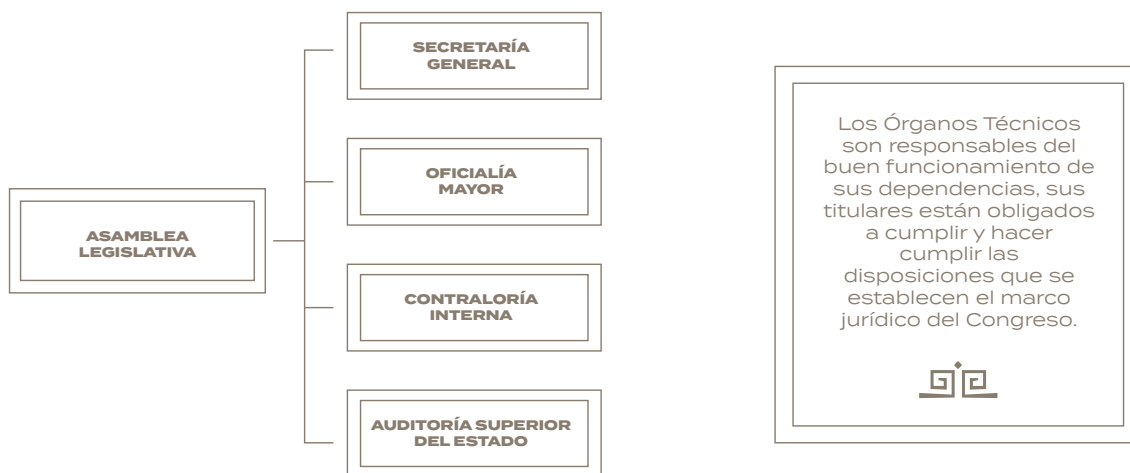 SECRETARÍA
GENERAL
OFICIALÍA
MAYOR
ASAMBLEA
LEGISLATIVA
CONTRALORÍA
INTERNA
AUDITORÍA SUPERIOR
DEL ESTADO
Los Órganos Técnicos
son responsables del
buen funcionamiento de
sus dependencias, sus
titulares están obligados
a cumplir y hacer
cumplir las
disposiciones que se
establecen el marco
jurídico del Congreso.